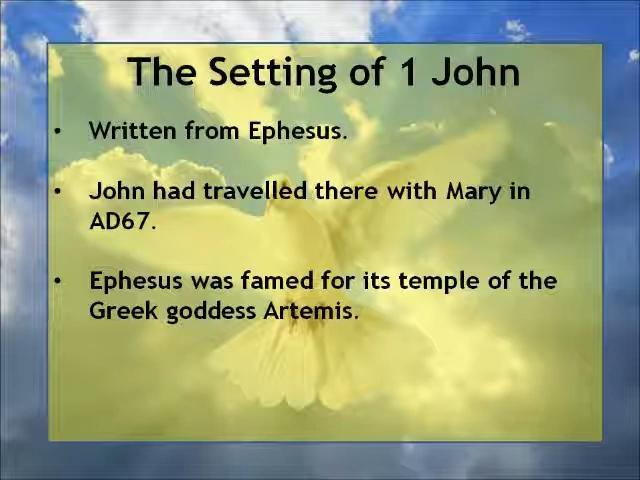 The Setting of 1 John
• Written from Ephesus.
• John had travelled there with Mary in
AD67.
• Ephesus was famed for its temple of the
Greek goddess Artemis.